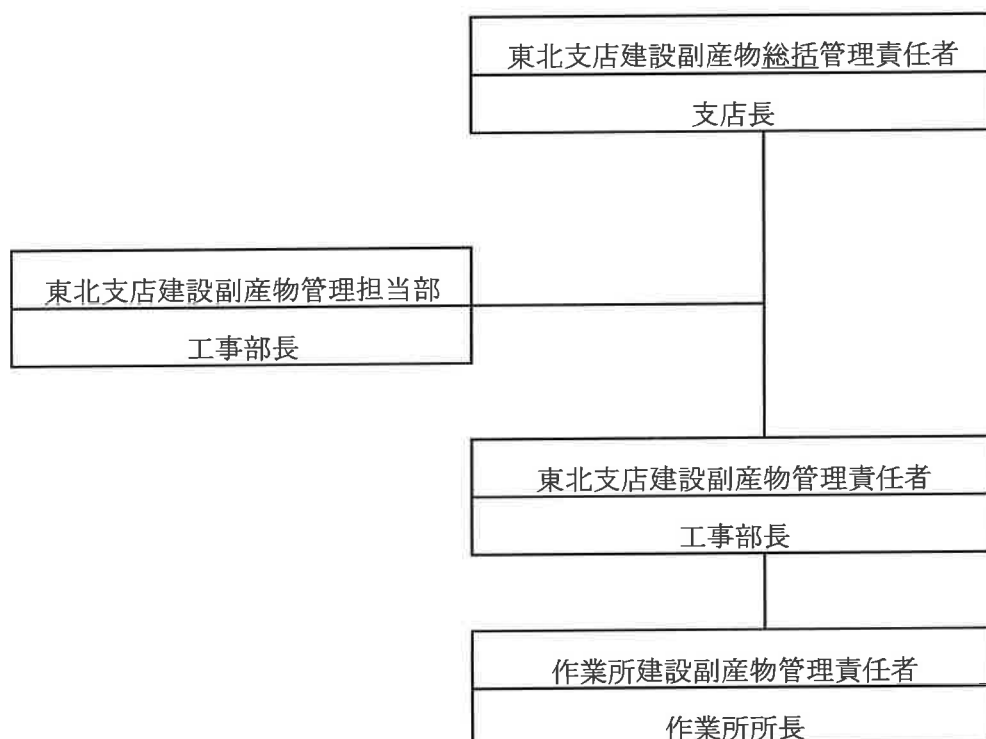 東北支店建設副産物総括管理責任者
支店長
東北支店建設副産物管理担当部
工事部長
東北支店建設副産物管理責任者
工事部長
作業所建設副産物管理責任者
作業所所長